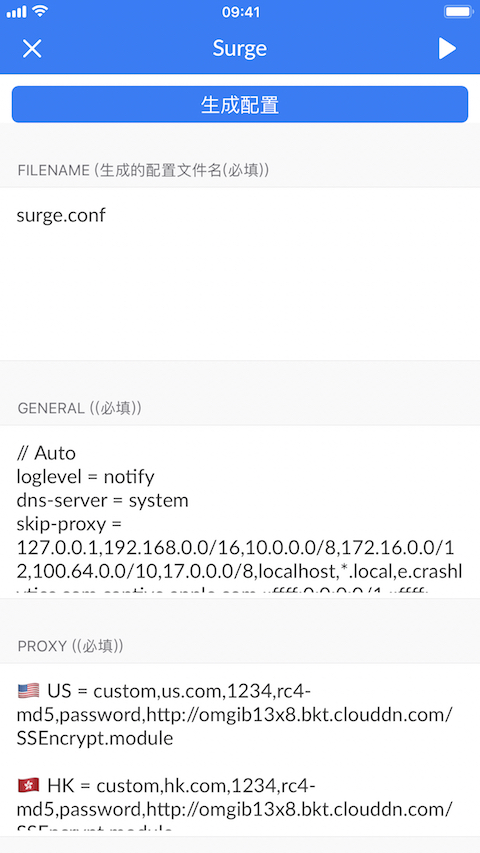 09:41
Surge
生成配置
FILENAME (生成的配置文件名(必填))
surge.conf
GENERAL ((必填))
// Auto
loglevel = notify
dns-server = system
skip-proxy =
127.0.0.1,192.168.0.0/16,10.0.0.0/8,172.16.0.0/1
2,100.64.0.0/10,17.0.0.0/8,localhost,*.local,e.crashl
PROXY ((必填))
🇺🇸 US = custom,us.com,1234,rc4-
md5,password,http://omgib13x8.bkt.clouddn.com/
SSEncrypt.module
🇭🇰 HK = custom,hk.com,1234,rc4-
md5,password,http://omgib13x8.bkt.clouddn.com/
SSEncrypt.module